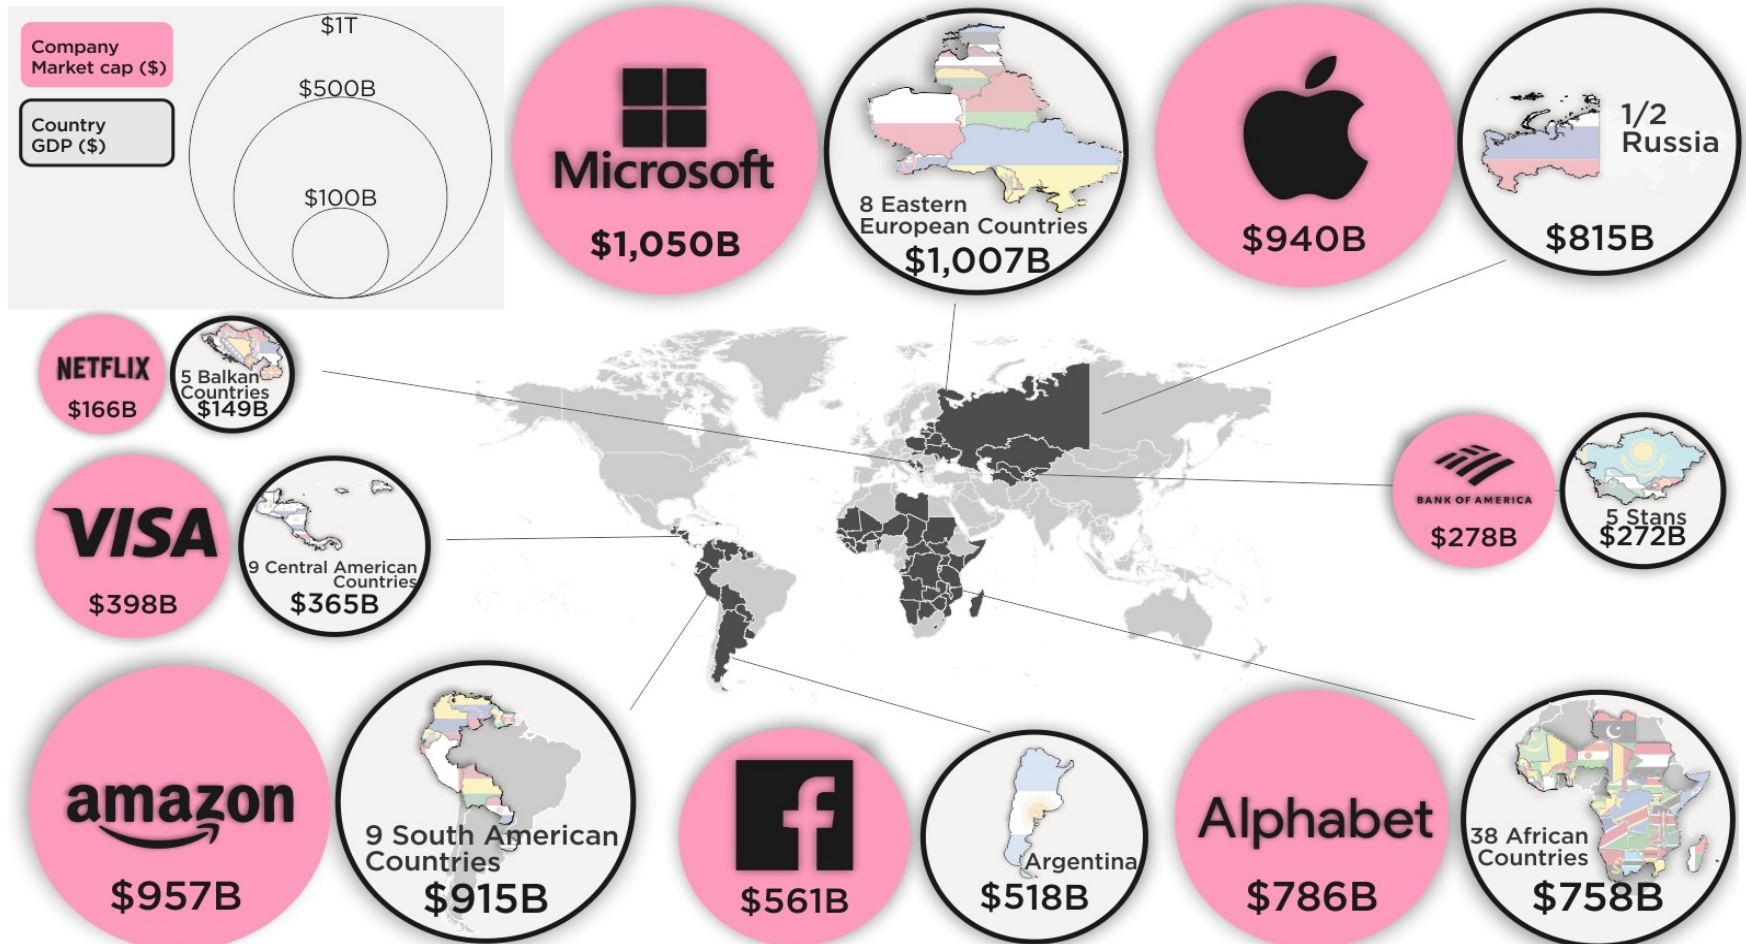 Company
Market cap ($)
Country
GDP ($)
$1T
$500B
$100B
Microsoft
$1,050B
8 Eastern
European Countries
$1,007B
$940B
1/2
Russia
$815B
NETFLIX
$166B
5 Balkan
Countries
$149B
VISA
$398B
9 Central American
Countries
$365B
BANK OF AMERICA
$278B
5 Stans
$272B
amazon
$957B
9 South American
Countries
$915B
f
$561B
Argentina
$518B
Alphabet
$786B
38 African
Countries
$758B